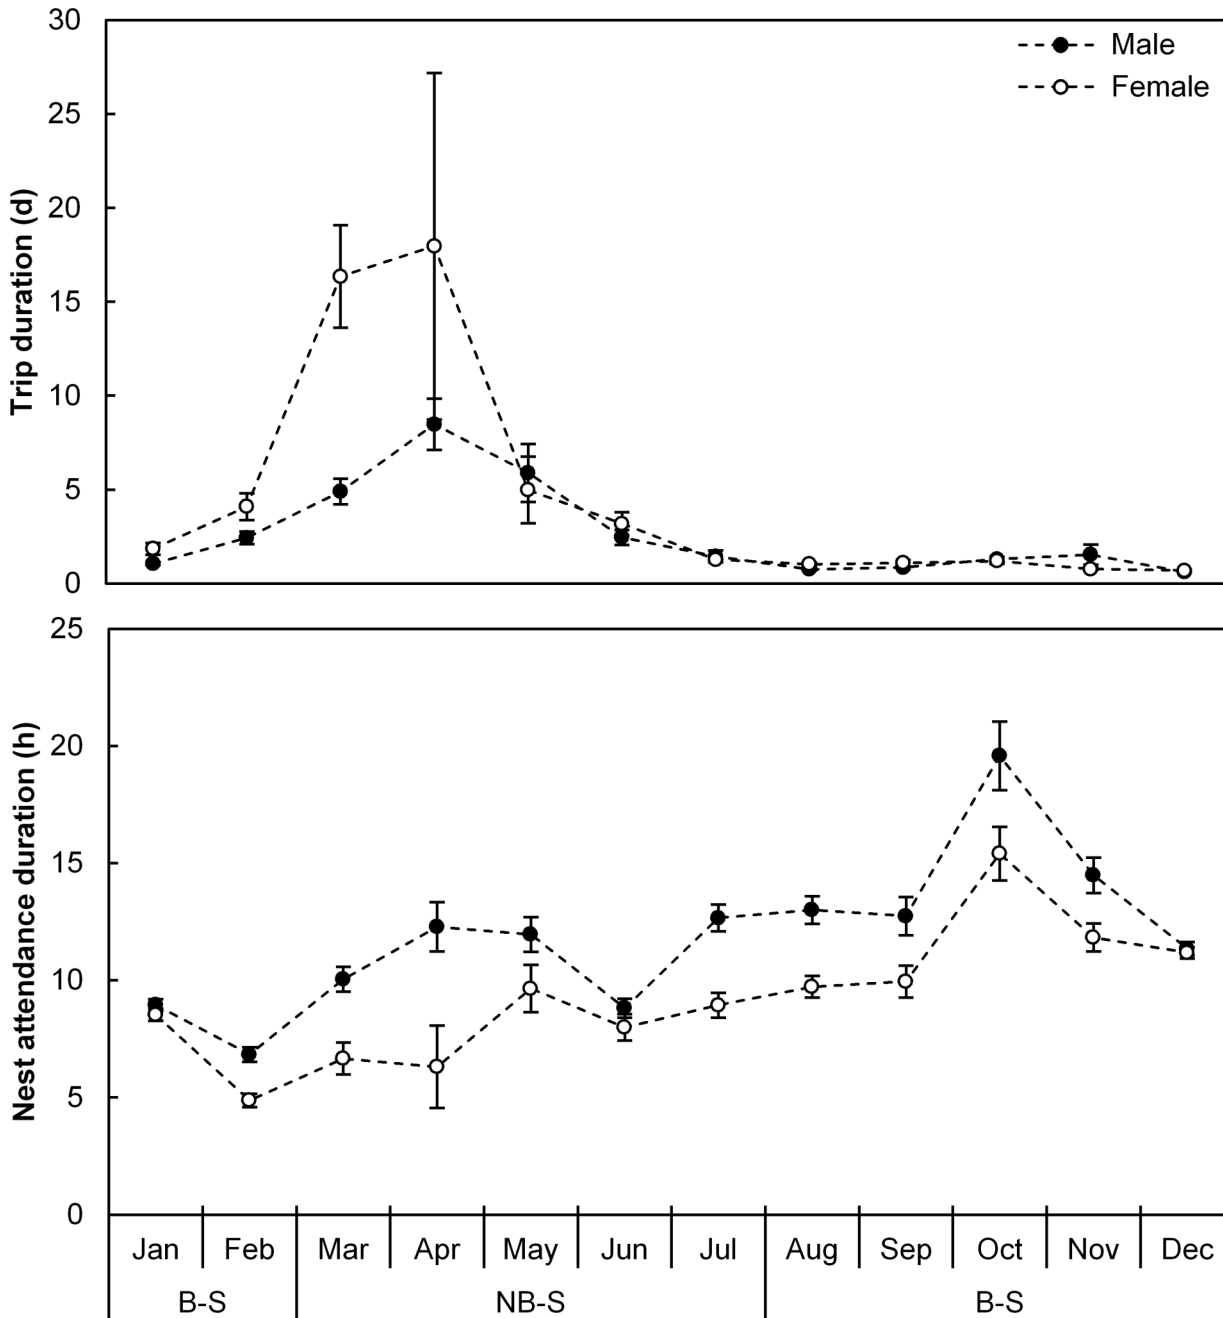 30
Male
Female
25
20
15
10
5
0
Trip duration (d)
25
20
15
10
5
0
Nest attendance duration (h)
Jan Feb Mar Apr May Jun Jul Aug Sep Oct Nov Dec
B-S NB-S B-S